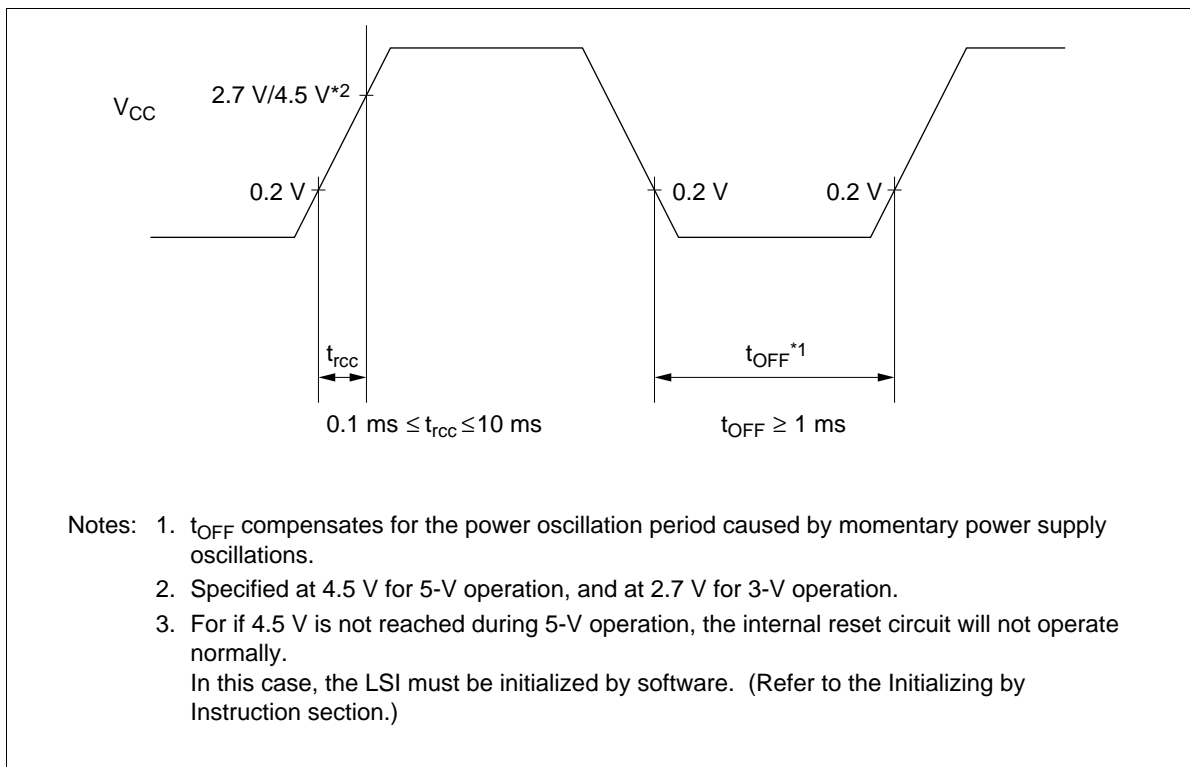 2.7 V/4.5 V*2
VCC
0.2 V
0.2 V
0.2 V
trcc
tOFF*1
0.1 ms ≤ trcc ≤10 ms
tOFF ≥ 1 ms
Notes: 1. tOFF compensates for the power oscillation period caused by momentary power supply
oscillations.
2. Specified at 4.5 V for 5-V operation, and at 2.7 V for 3-V operation.
3. For if 4.5 V is not reached during 5-V operation, the internal reset circuit will not operate
normally.
In this case, the LSI must be initialized by software. (Refer to the Initializing by
Instruction section.)